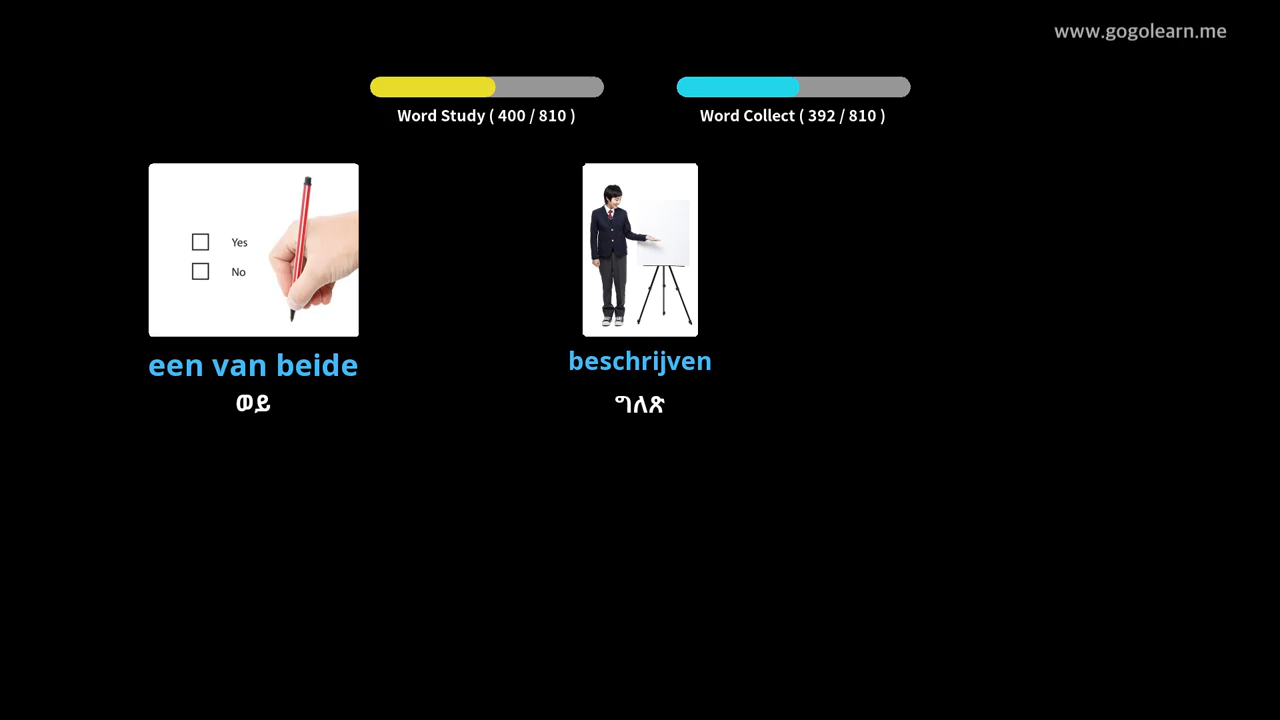 www.gogolearn.me
Word Study ( 400 / 810 )
Word Collect ( 392 / 810 )
Yes
No
een van beide
ወይ
beschrijven
ግለጽ